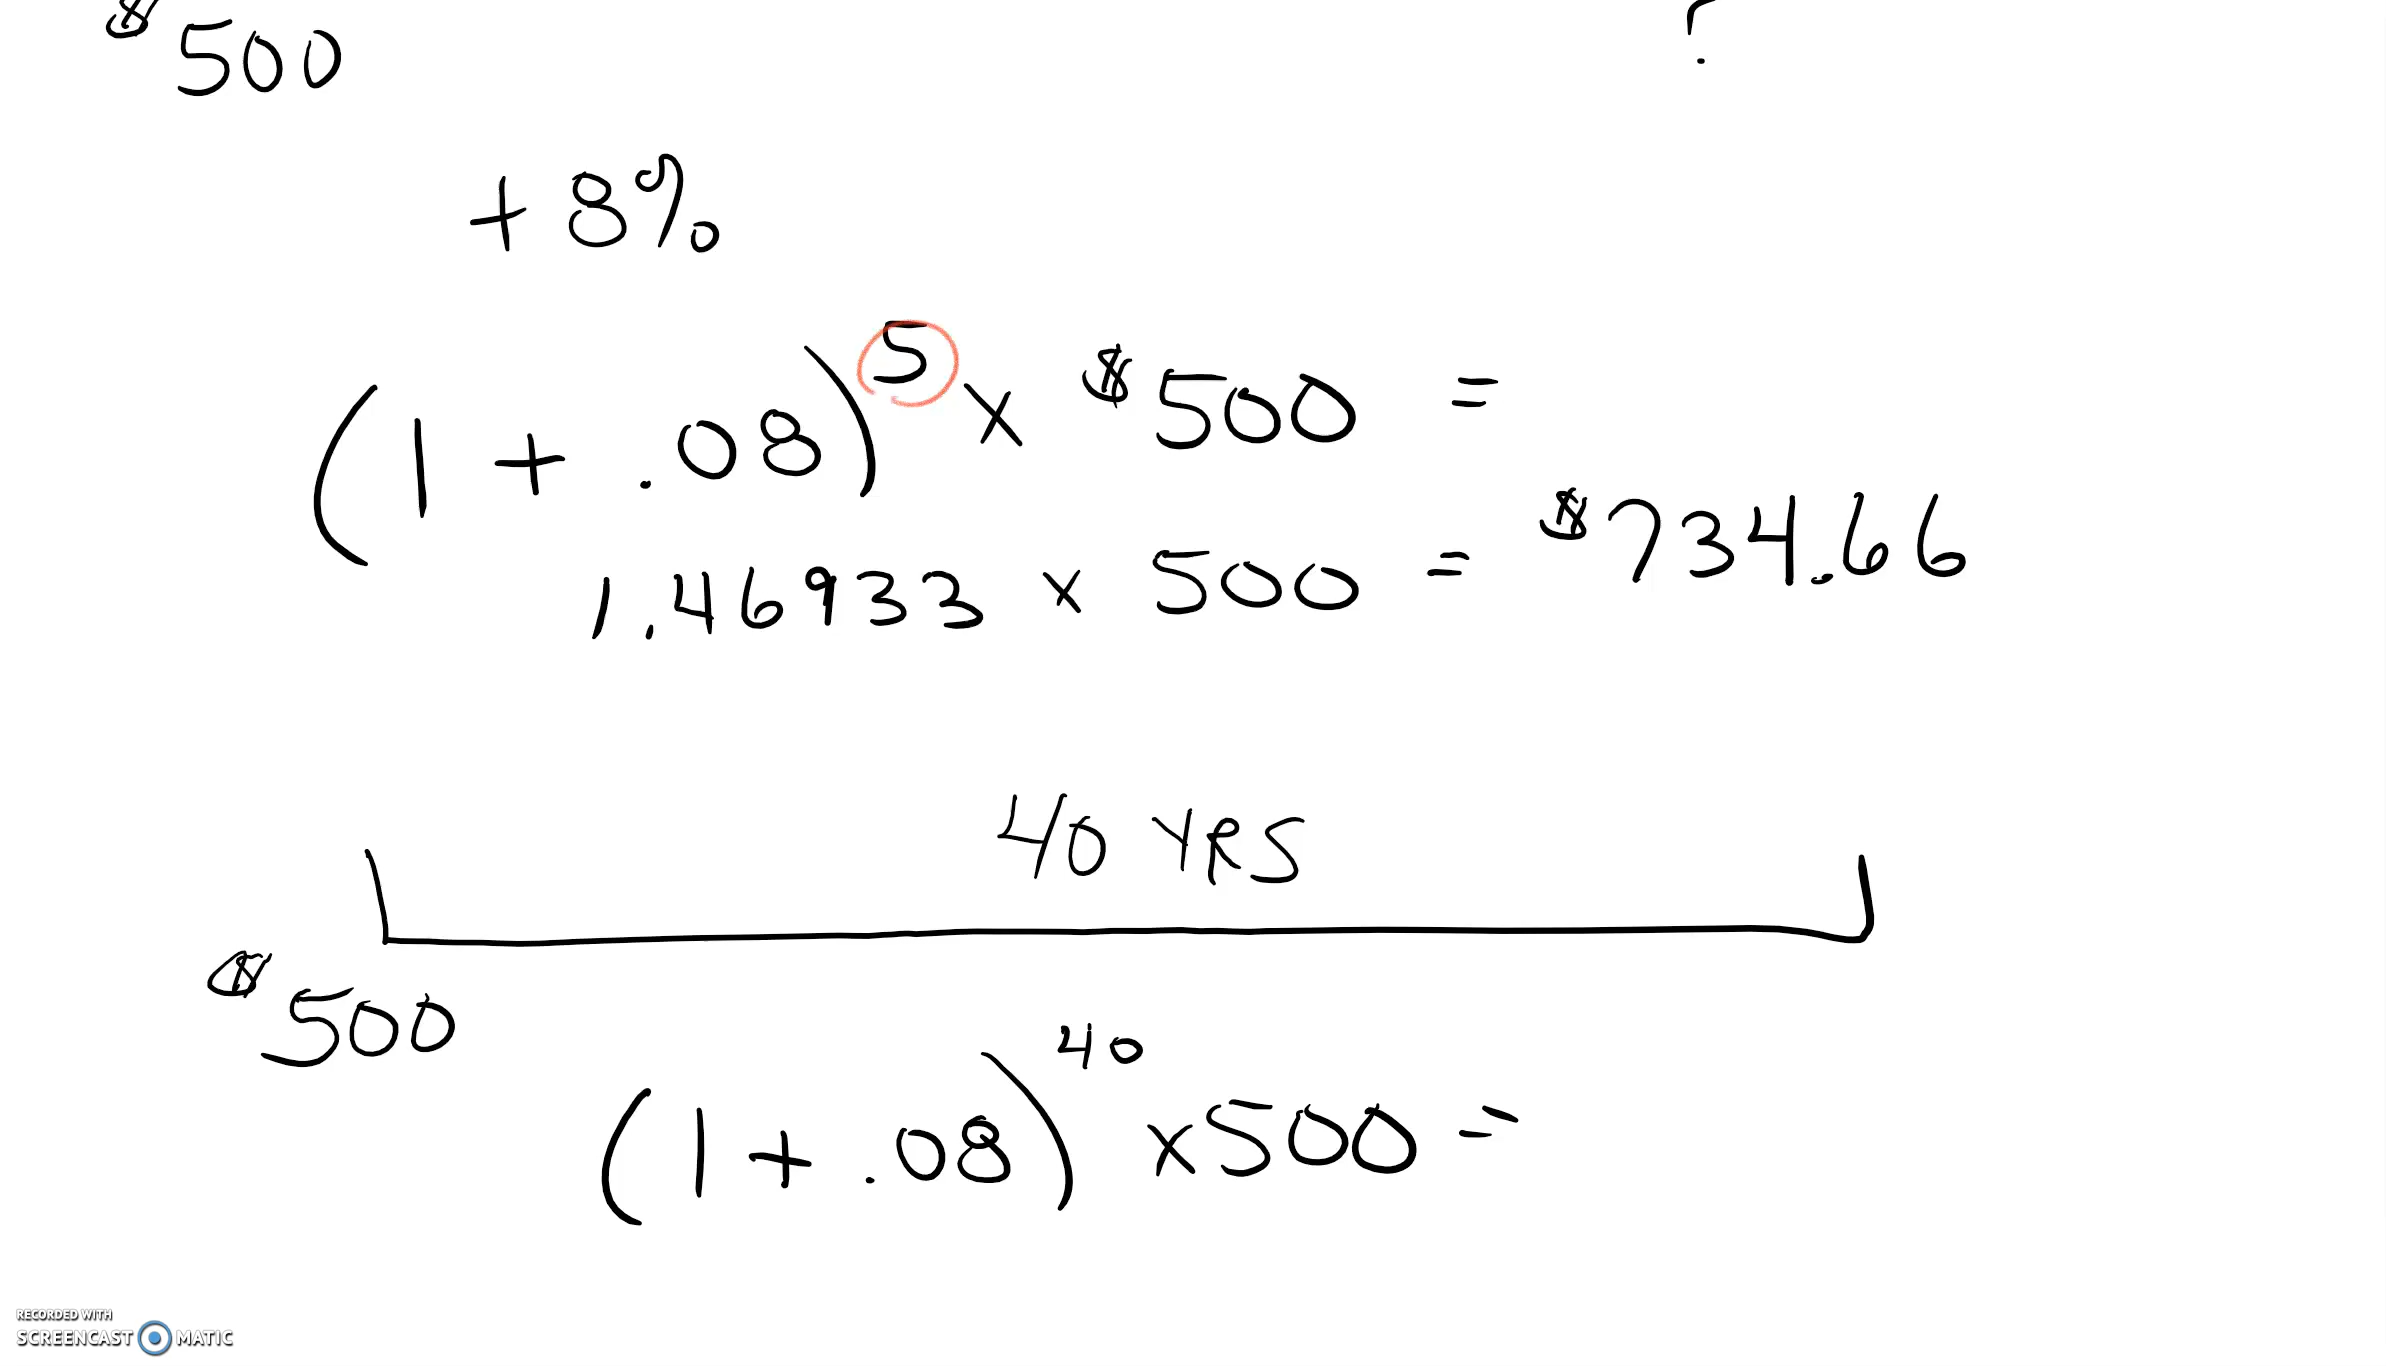 $500 ?
+ 8%
(1 + .08)^5 x $500 =
1.46933 x 500 = $734.66
40 YRS
$500
(1 + .08)^40 x 500 =
RECORDED WITH
SCREENCAST MATIC